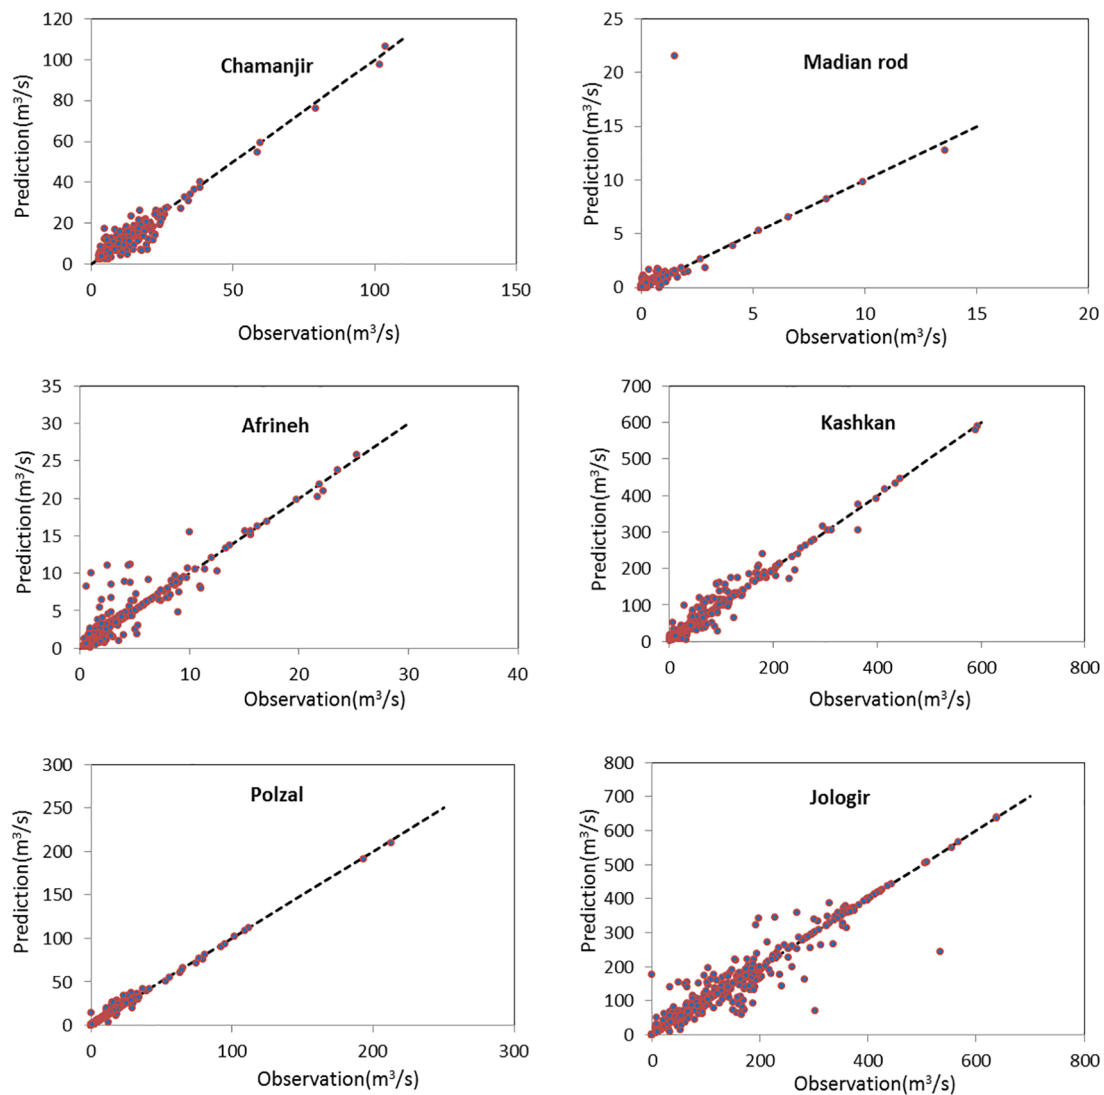 Chamanjir
Prediction(m³/s)
120
100
80
60
40
20
0
0 50 100 150
Observation(m³/s)
Madian rod
Prediction(m³/s)
25
20
15
10
5
0
0 5 10 15 20
Observation(m³/s)
Afrineh
Prediction(m³/s)
35
30
25
20
15
10
5
0
0 10 20 30 40
Observation(m³/s)
Kashkan
Prediction(m³/s)
700
600
500
400
300
200
100
0
0 200 400 600 800
Observation(m³/s)
Polzal
Prediction(m³/s)
300
250
200
150
100
50
0
0 100 200 300
Observation(m³/s)
Jologir
Prediction(m³/s)
800
700
600
500
400
300
200
100
0
0 200 400 600 800
Observation(m³/s)